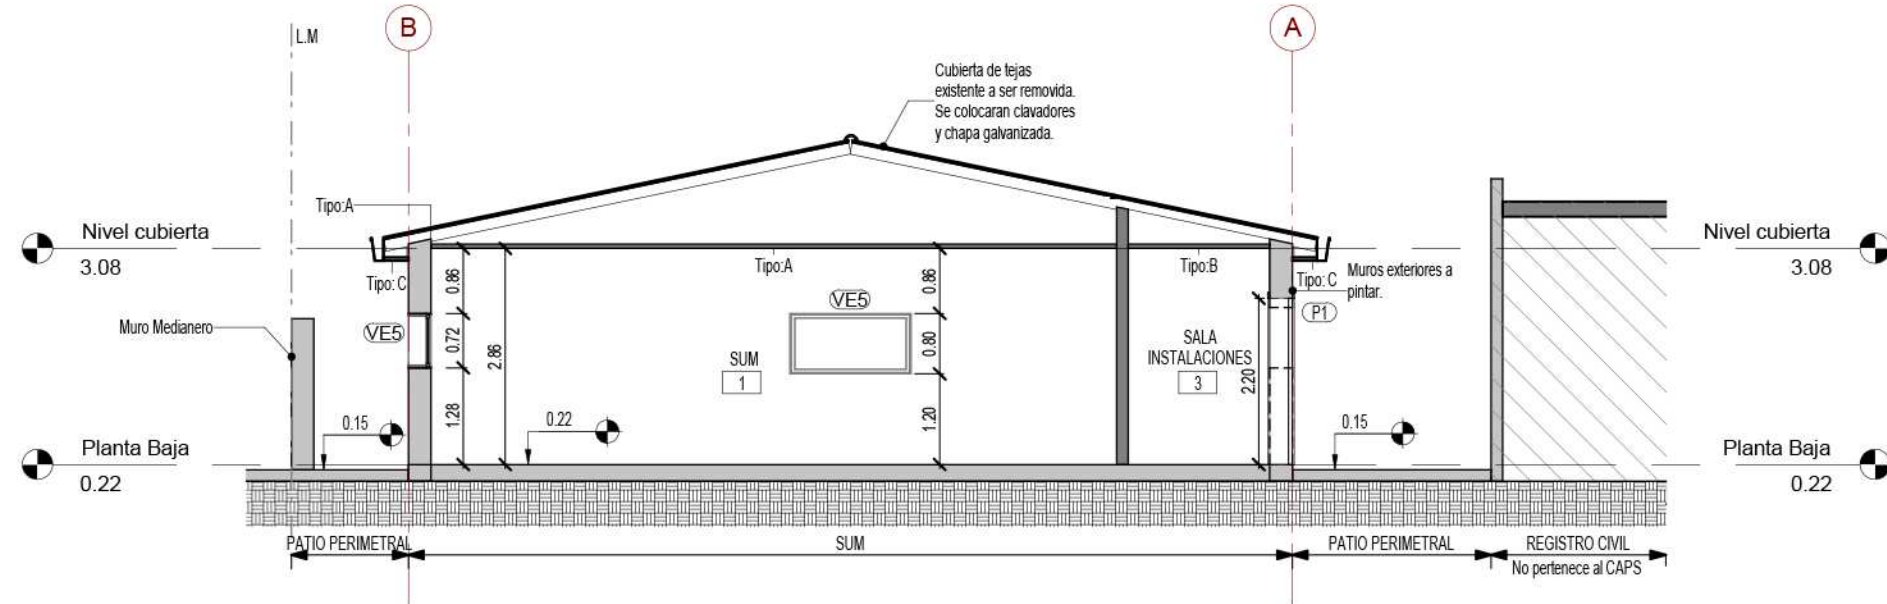 B
A
L.M
Cubierta de tejas
existente a ser removida.
Se colocaran clavadores
y chapa galvanizada.
Tipo:A
Nivel cubierta
3.08
Nivel cubierta
3.08
Tipo:A
Tipo:B
Tipo: C
Tipo: C
Muros exteriores a
pintar.
0.86
0.86
VE5
P1
Muro Medianero
VE5
0.72
2.86
0.80
SUM
1
SALA
INSTALACIONES
3
2.20
1.28
1.20
0.15
0.22
0.15
Planta Baja
0.22
Planta Baja
0.22
PATIO PERIMETRAL
SUM
PATIO PERIMETRAL
REGISTRO CIVIL
No pertenece al CAPS